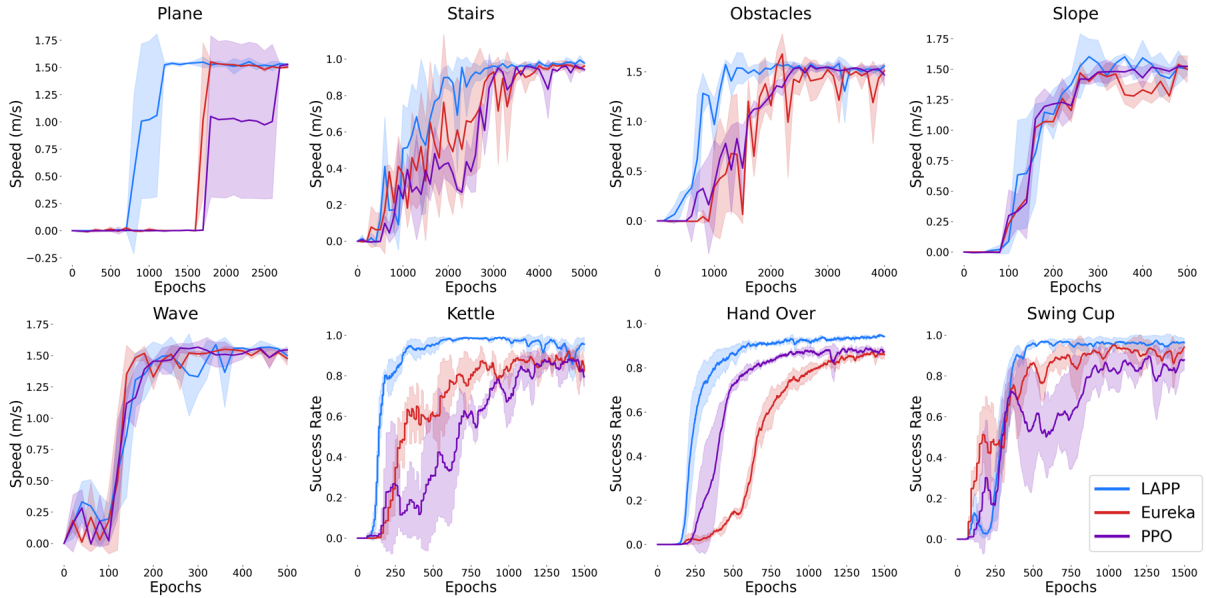 Plane
Stairs
Obstacles
Slope
1.75
1.50
1.25
1.00
0.75
0.50
0.25
0.00
−0.25
Speed (m/s)
0 500 1000 1500 2000 2500
Epochs
1.0
0.8
0.6
0.4
0.2
0.0
Speed (m/s)
0 1000 2000 3000 4000 5000
Epochs
1.5
1.0
0.5
0.0
Speed (m/s)
0 1000 2000 3000 4000
Epochs
1.75
1.50
1.25
1.00
0.75
0.50
0.25
0.00
Speed (m/s)
0 100 200 300 400 500
Epochs
Wave
Kettle
Hand Over
Swing Cup
1.75
1.50
1.25
1.00
0.75
0.50
0.25
0.00
Speed (m/s)
0 100 200 300 400 500
Epochs
1.0
0.8
0.6
0.4
0.2
0.0
Success Rate
0 250 500 750 1000 1250 1500
Epochs
1.0
0.8
0.6
0.4
0.2
0.0
Success Rate
0 250 500 750 1000 1250 1500
Epochs
1.0
0.8
0.6
0.4
0.2
0.0
Success Rate
0 250 500 750 1000 1250 1500
Epochs
LAPP
Eureka
PPO